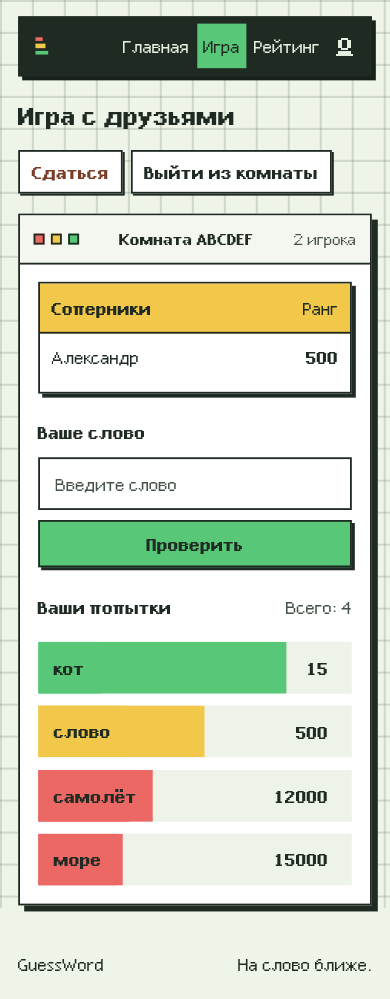 Главная Игра Рейтинг
Игра с друзьями
Сдаться Выйти из комнаты
Комната ABCDEF 2 игрока
Соперники Ранг
Александр 500
Ваше слово
Введите слово
Проверить
Ваши попытки Всего: 4
кот 15
слово 500
самолёт 12000
море 15000
GuessWord На слово ближе.